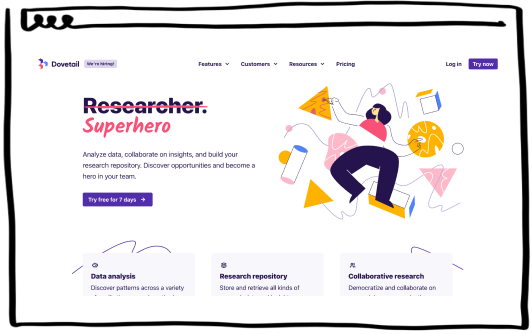 Dovetail We're hiring! Features Customers Resources Pricing Log in Try now
Researcher.
Superhero
Analyze data, collaborate on insights, and build your
research repository. Discover opportunities and become a
hero in your team.
Try free for 7 days →
Data analysis
Discover patterns across a variety
Research repository
Store and retrieve all kinds of
Collaborative research
Democratize and collaborate on